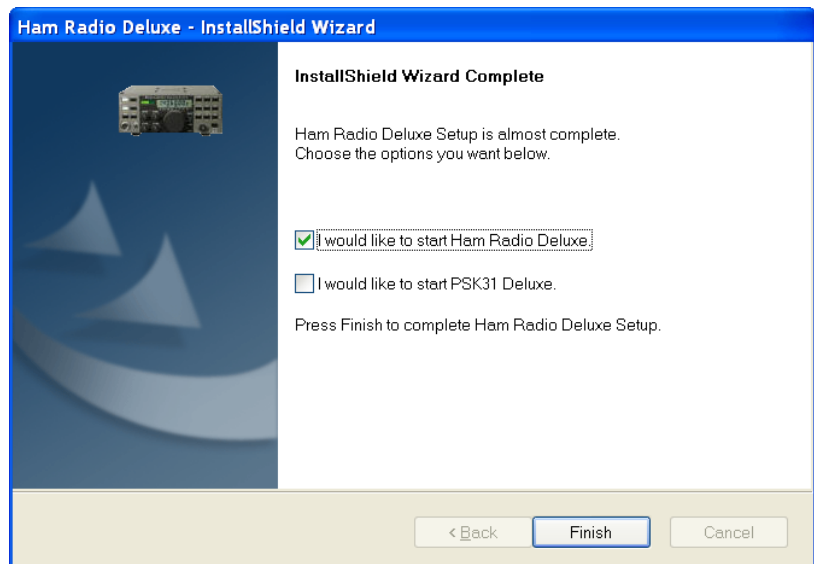 Ham Radio Deluxe - InstallShield Wizard
InstallShield Wizard Complete
Ham Radio Deluxe Setup is almost complete.
Choose the options you want below.
I would like to start Ham Radio Deluxe.
I would like to start PSK31 Deluxe.
Press Finish to complete Ham Radio Deluxe Setup.
< Back
Finish
Cancel